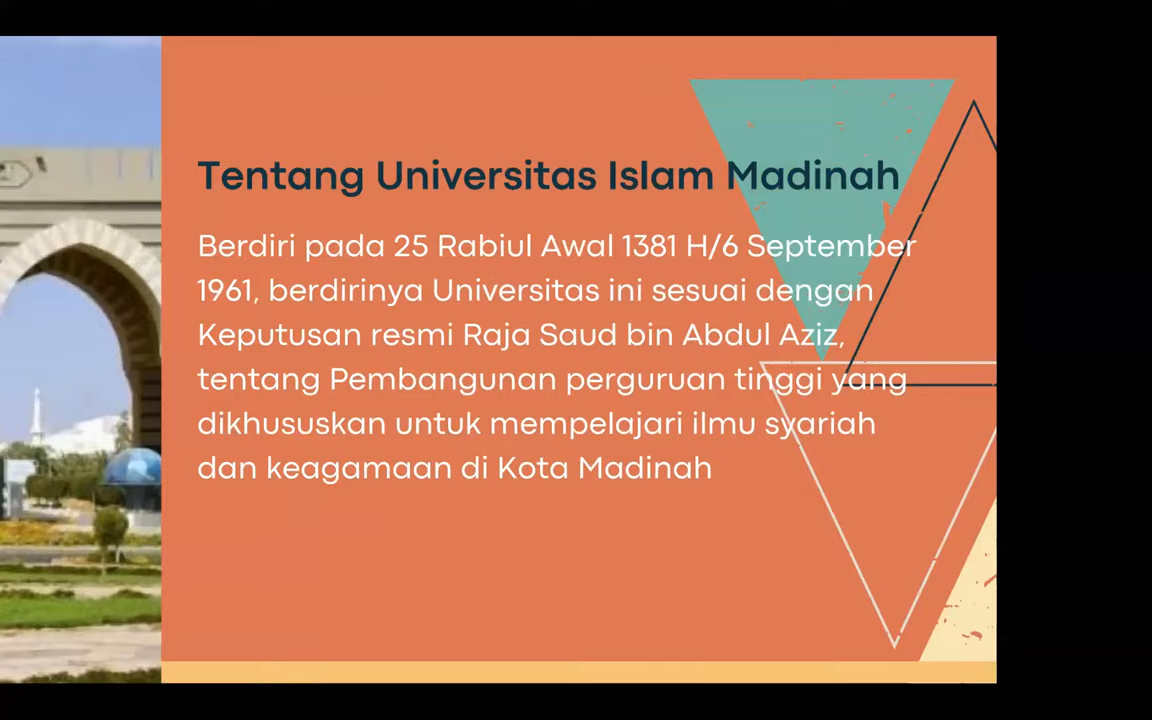 Tentang Universitas Islam Madinah
Berdiri pada 25 Rabiul Awal 1381 H/6 September
1961, berdirinya Universitas ini sesuai dengan
Keputusan resmi Raja Saud bin Abdul Aziz,
tentang Pembangunan perguruan tinggi yang
dikhususkan untuk mempelajari ilmu syariah
dan keagamaan di Kota Madinah